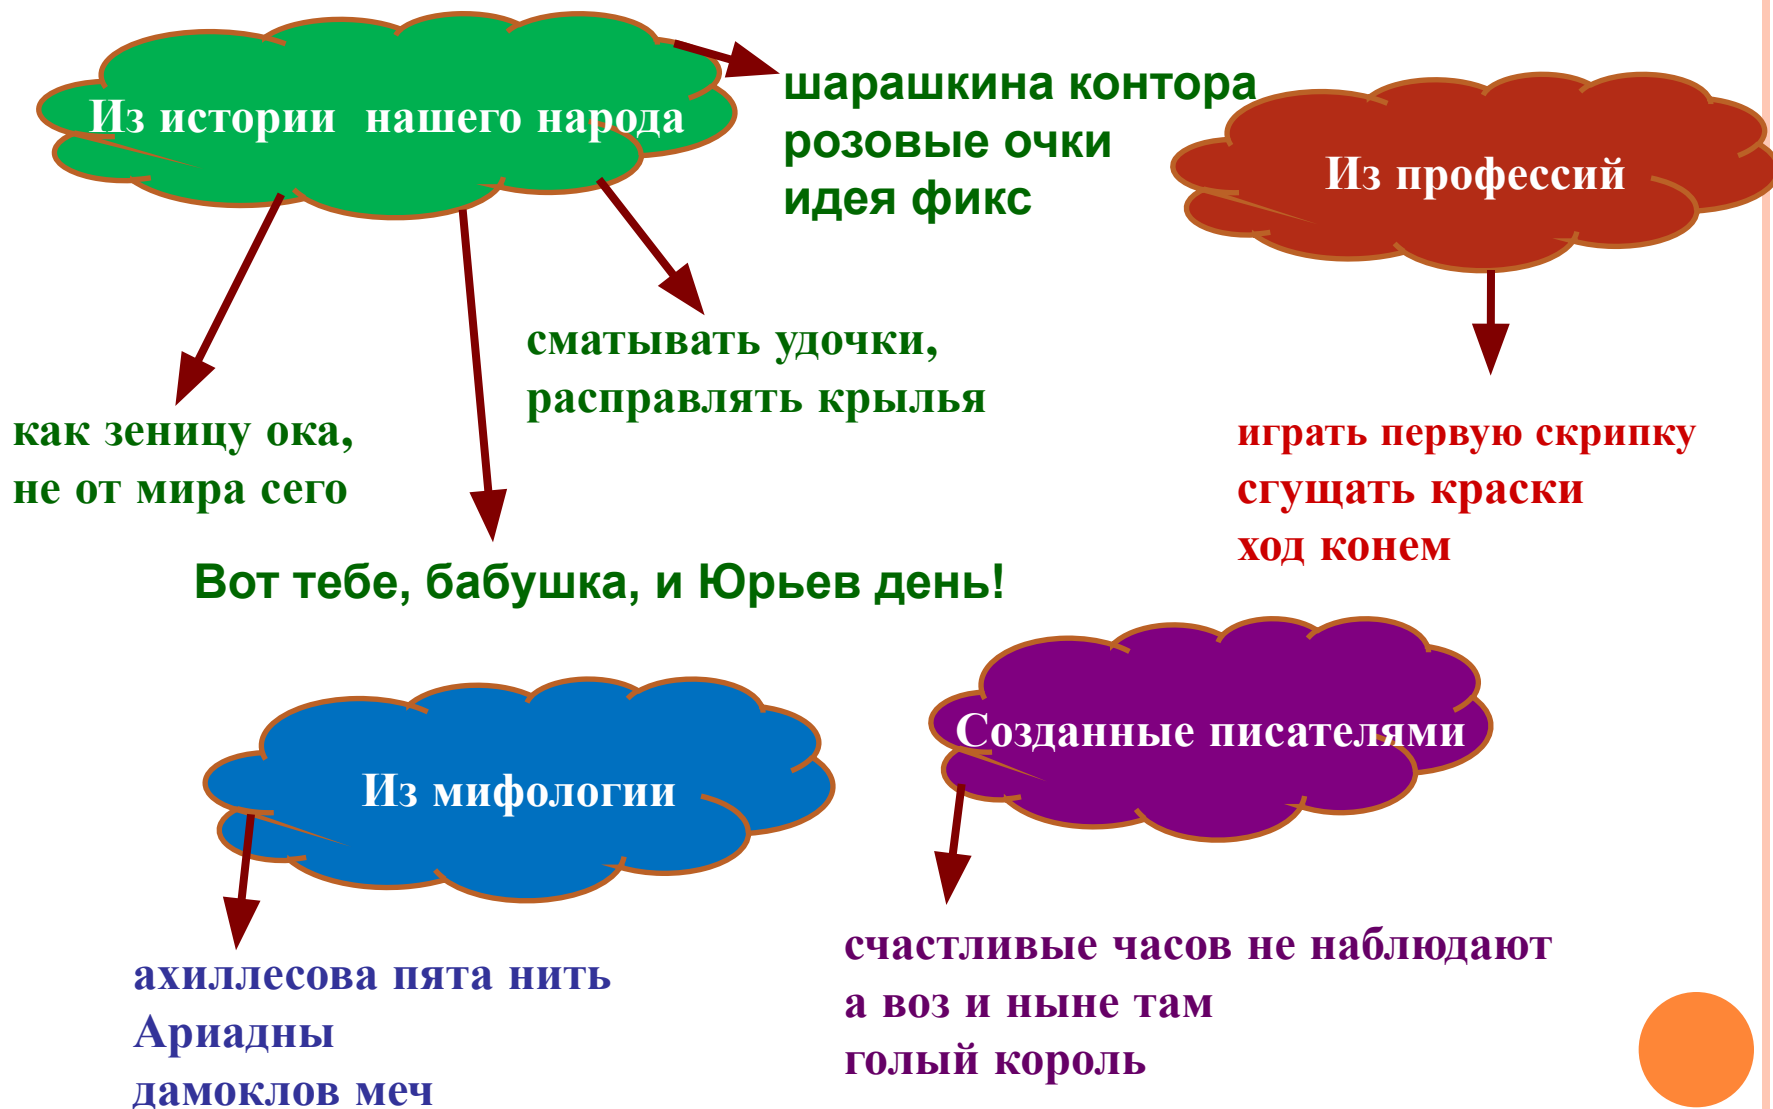 Из истории нашего народа
шарашкина контора
розовые очки
идея фикс
Из профессий
сматывать удочки,
расправлять крылья
как зеницу ока,
не от мира сего
играть первую скрипку
сгущать краски
ход конем
Вот тебе, бабушка, и Юрьев день!
Созданные писателями
Из мифологии
счастливые часов не наблюдают
а воз и ныне там
голый король
ахиллесова пята нить
Ариадны
дамоклов меч